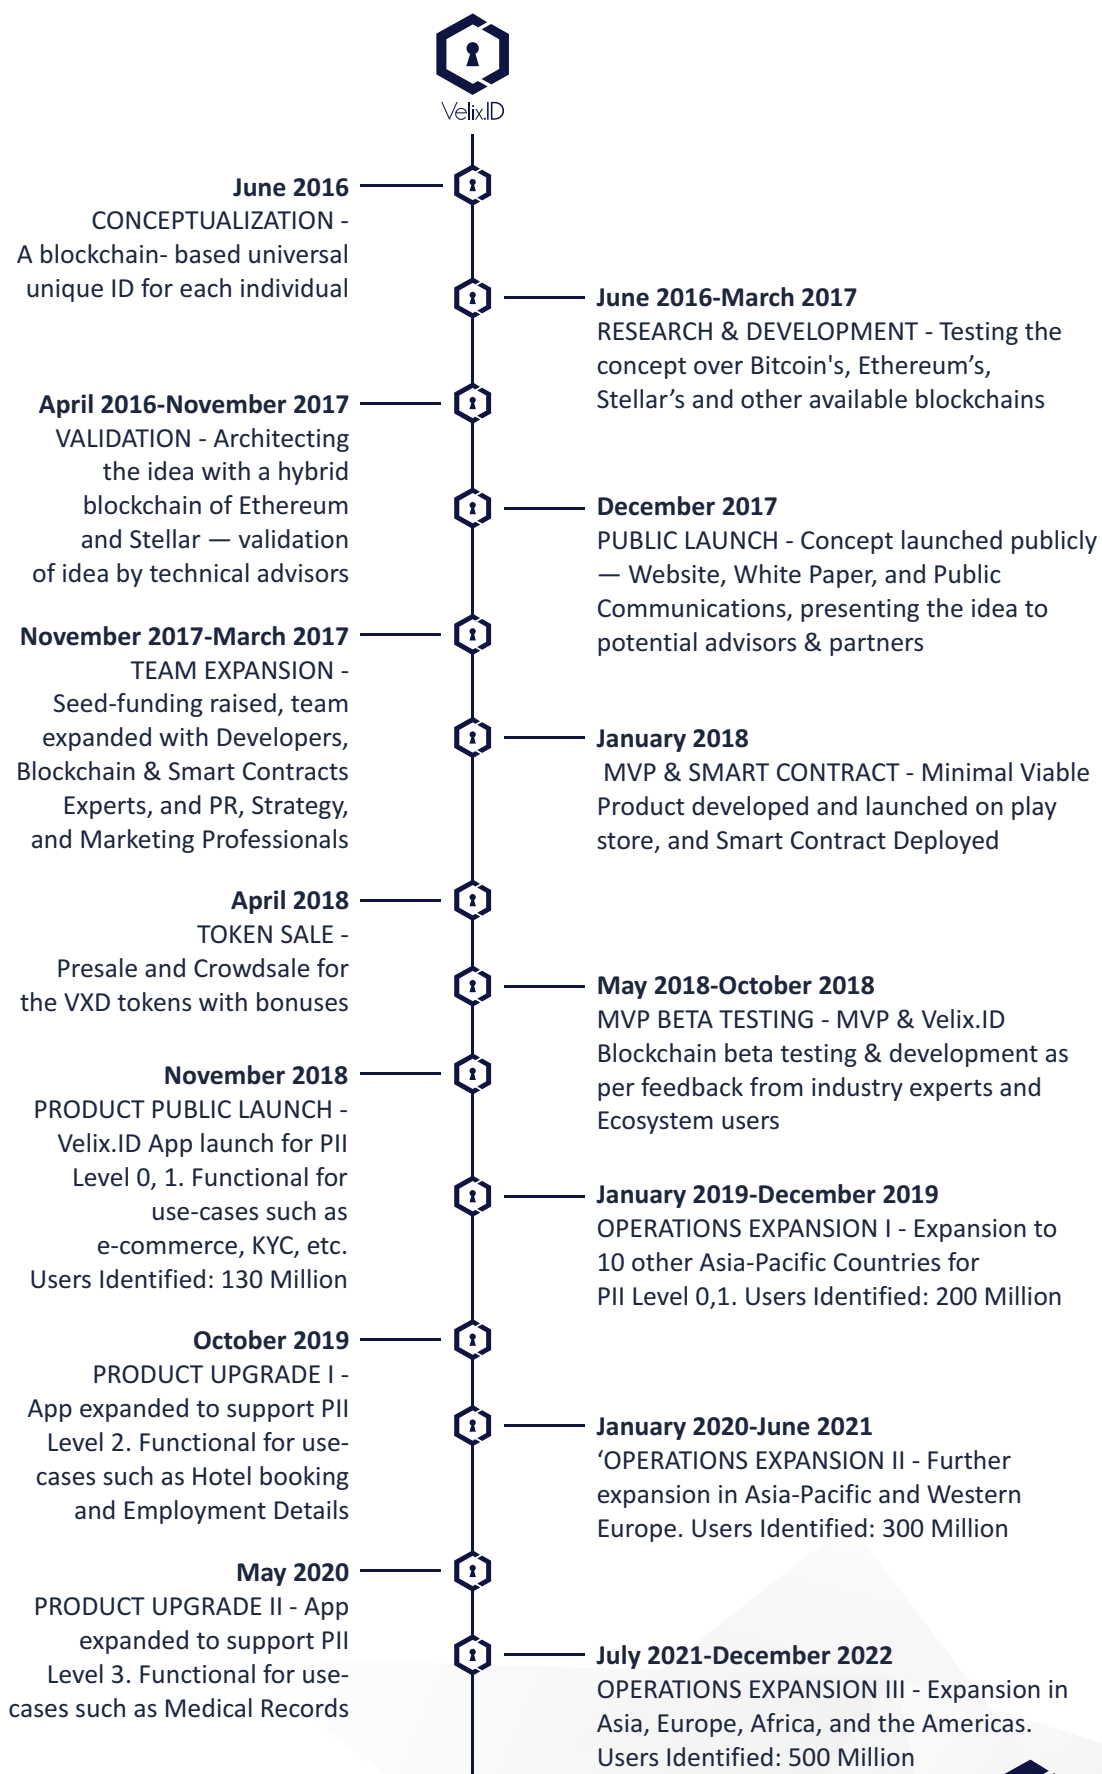 Velix.ID
June 2016
CONCEPTUALIZATION -
A blockchain- based universal
unique ID for each individual
June 2016-March 2017
RESEARCH & DEVELOPMENT - Testing the
concept over Bitcoin's, Ethereum’s,
Stellar’s and other available blockchains
April 2016-November 2017
VALIDATION - Architecting
the idea with a hybrid
blockchain of Ethereum
and Stellar — validation
of idea by technical advisors
December 2017
PUBLIC LAUNCH - Concept launched publicly
— Website, White Paper, and Public
Communications, presenting the idea to
potential advisors & partners
November 2017-March 2017
TEAM EXPANSION -
Seed-funding raised, team
expanded with Developers,
Blockchain & Smart Contracts
Experts, and PR, Strategy,
and Marketing Professionals
January 2018
MVP & SMART CONTRACT - Minimal Viable
Product developed and launched on play
store, and Smart Contract Deployed
April 2018
TOKEN SALE -
Presale and Crowdsale for
the VXD tokens with bonuses
May 2018-October 2018
MVP BETA TESTING - MVP & Velix.ID
Blockchain beta testing & development as
per feedback from industry experts and
Ecosystem users
November 2018
PRODUCT PUBLIC LAUNCH -
Velix.ID App launch for PII
Level 0, 1. Functional for
use-cases such as
e-commerce, KYC, etc.
Users Identified: 130 Million
January 2019-December 2019
OPERATIONS EXPANSION I - Expansion to
10 other Asia-Pacific Countries for
PII Level 0,1. Users Identified: 200 Million
October 2019
PRODUCT UPGRADE I -
App expanded to support PII
Level 2. Functional for use-
cases such as Hotel booking
and Employment Details
January 2020-June 2021
‘OPERATIONS EXPANSION II - Further
expansion in Asia-Pacific and Western
Europe. Users Identified: 300 Million
May 2020
PRODUCT UPGRADE II - App
expanded to support PII
Level 3. Functional for use-
cases such as Medical Records
July 2021-December 2022
OPERATIONS EXPANSION III - Expansion in
Asia, Europe, Africa, and the Americas.
Users Identified: 500 Million